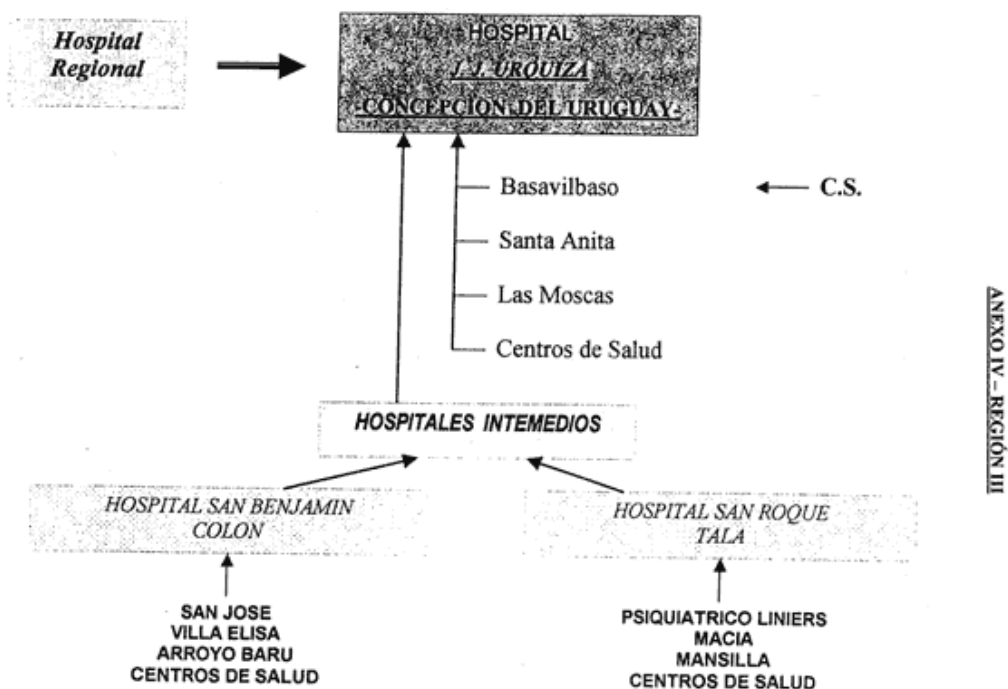 Hospital
Regional
HOSPITAL
J. J. URQUIZA
-CONCEPCION DEL URUGUAY-
Basavilbaso
C.S.
Santa Anita
Las Moscas
Centros de Salud
HOSPITALES INTEMEDIOS
HOSPITAL SAN BENJAMIN
COLON
HOSPITAL SAN ROQUE
TALA
SAN JOSE
VILLA ELISA
ARROYO BARU
CENTROS DE SALUD
PSIQUIATRICO LINIERS
MACIA
MANSILLA
CENTROS DE SALUD
ANEXO IV – REGIÓN III